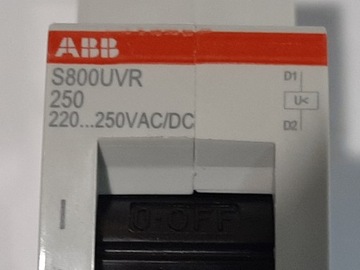 ABB
S800UVR
250
220...250VAC/DC
D1
U<
D2
I
O-OFF